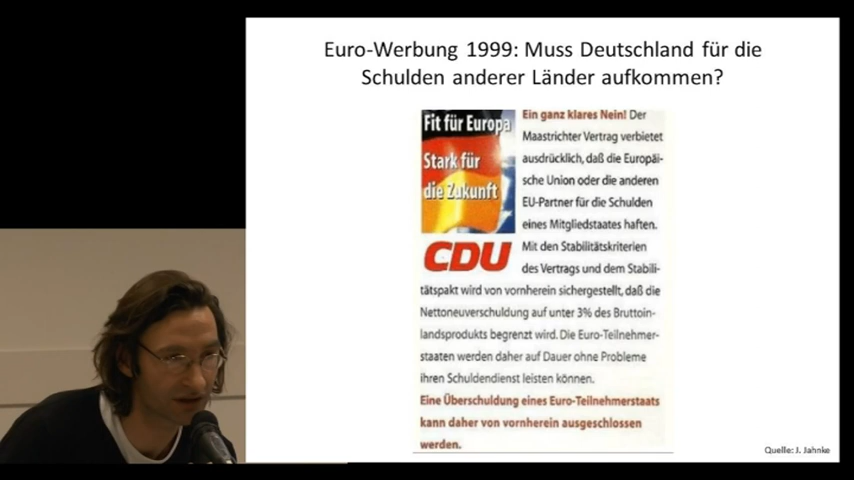 Euro-Werbung 1999: Muss Deutschland für die
Schulden anderer Länder aufkommen?
Fit für Europa
Stark für
die Zukunft
CDU
Ein ganz klares Nein! Der
Maastrichter Vertrag verbietet
ausdrücklich, daß die Europäi-
sche Union oder die anderen
EU-Partner für die Schulden
eines Mitgliedstaates haften.
Mit den Stabilitätskriterien
des Vertrags und dem Stabili-
tätspakt wird von vornherein sichergestellt, daß die
Nettoneuverschuldung auf unter 3% des Bruttoin-
landsprodukts begrenzt wird. Die Euro-Teilnehmer-
staaten werden daher auf Dauer ohne Probleme
ihren Schuldendienst leisten können.
Eine Überschuldung eines Euro-Teilnehmerstaats
kann daher von vornherein ausgeschlossen
werden.
Quelle: J. Jahnke